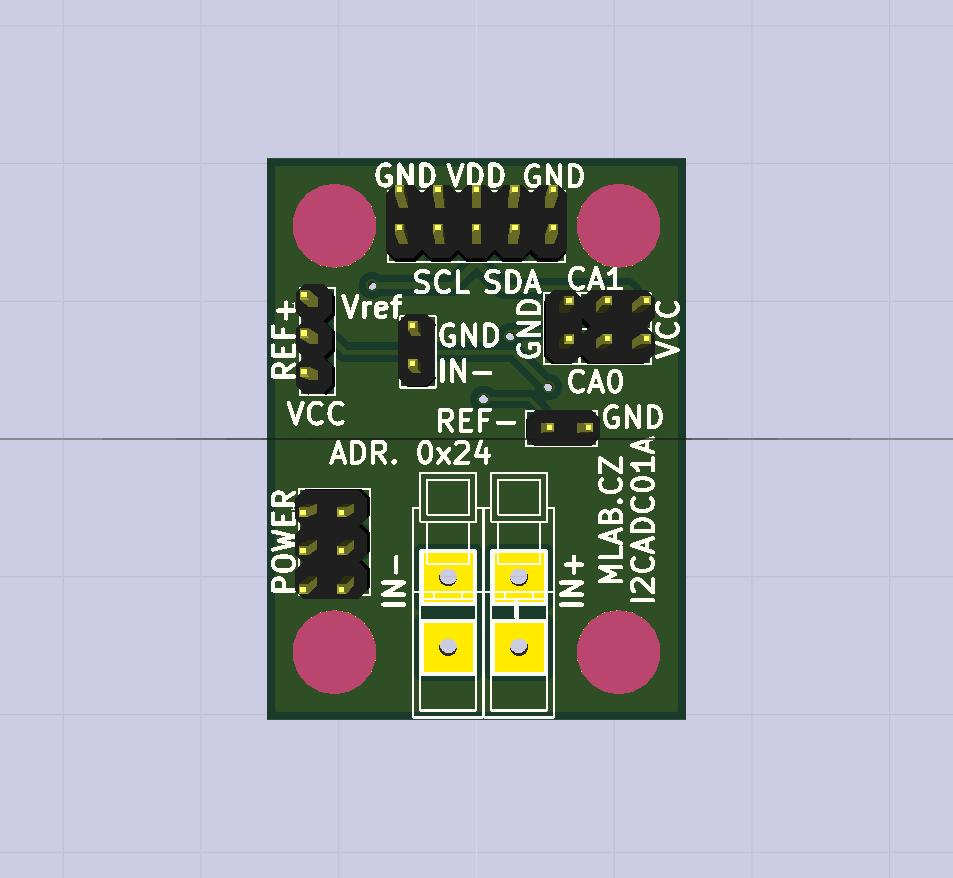 GND VDD GND
SCL SDA
CA1
Vref
REF+
GND
IN-
GND
VCC
CA0
VCC
REF-
GND
ADR. 0x24
POWER
IN-
IN+
MLAB.CZ
I2CADC01A